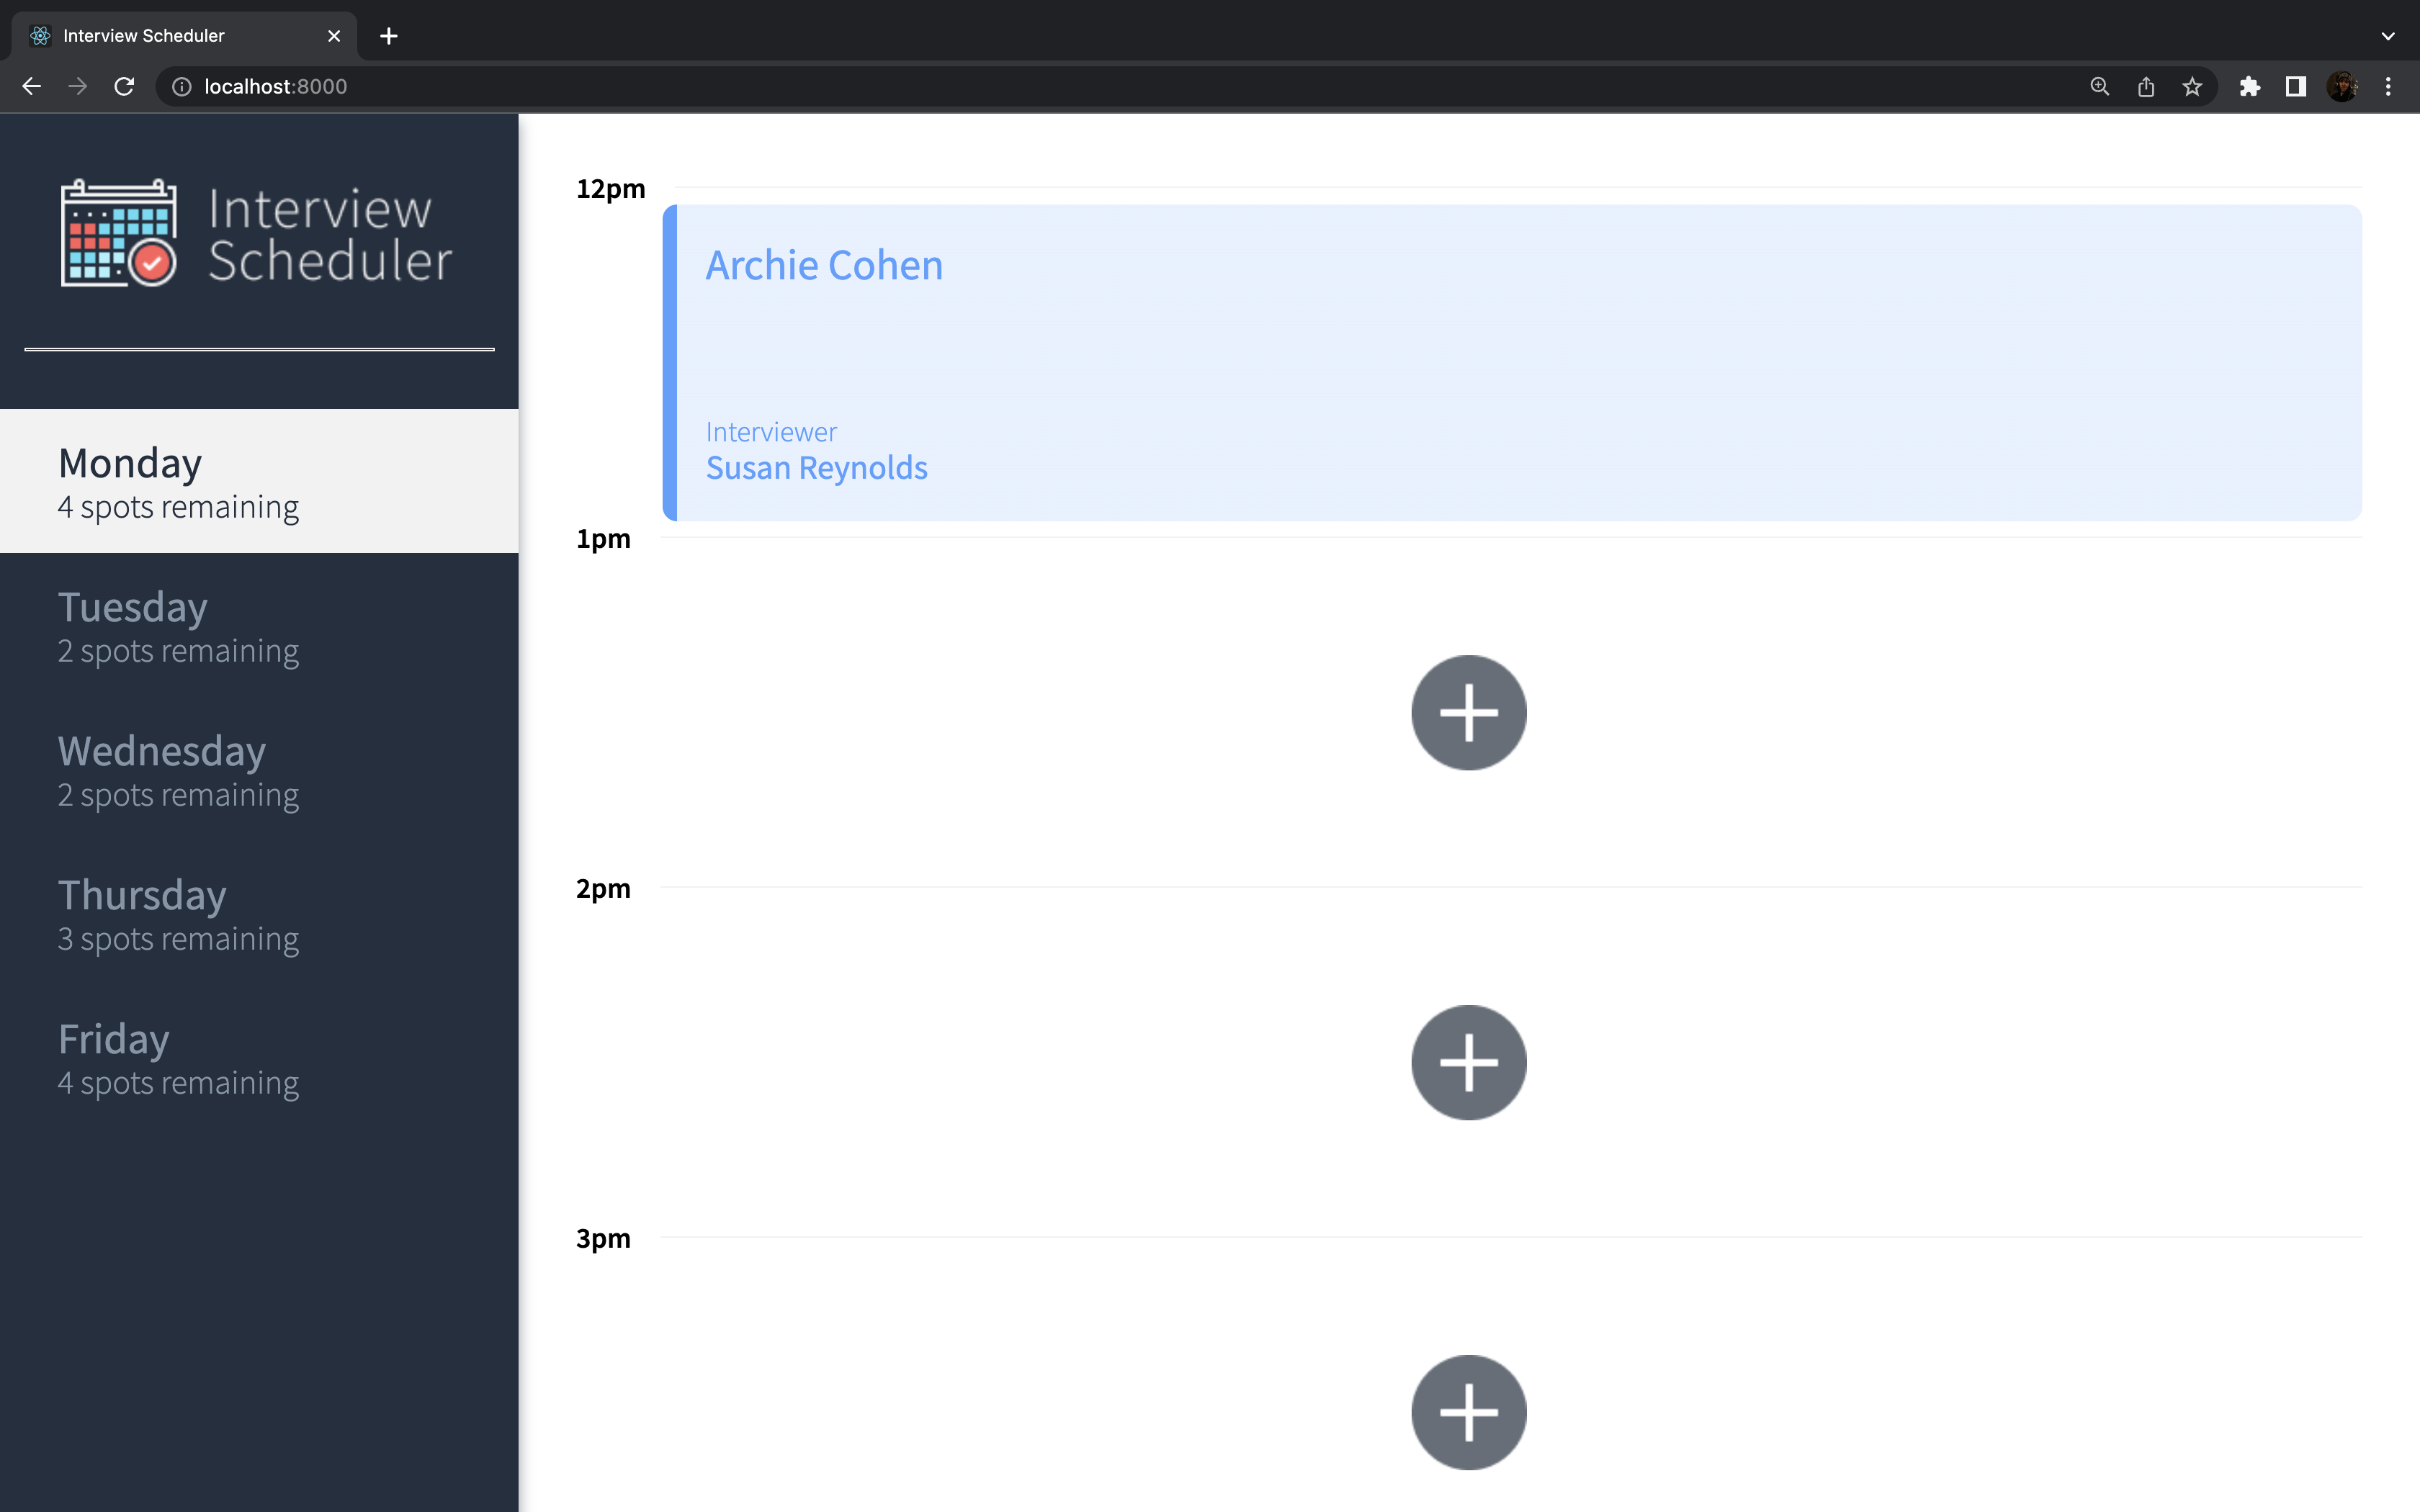 Interview Scheduler
localhost:8000
Interview
Scheduler
Monday
4 spots remaining
Tuesday
2 spots remaining
Wednesday
2 spots remaining
Thursday
3 spots remaining
Friday
4 spots remaining
12pm
Archie Cohen
Interviewer
Susan Reynolds
1pm
2pm
3pm